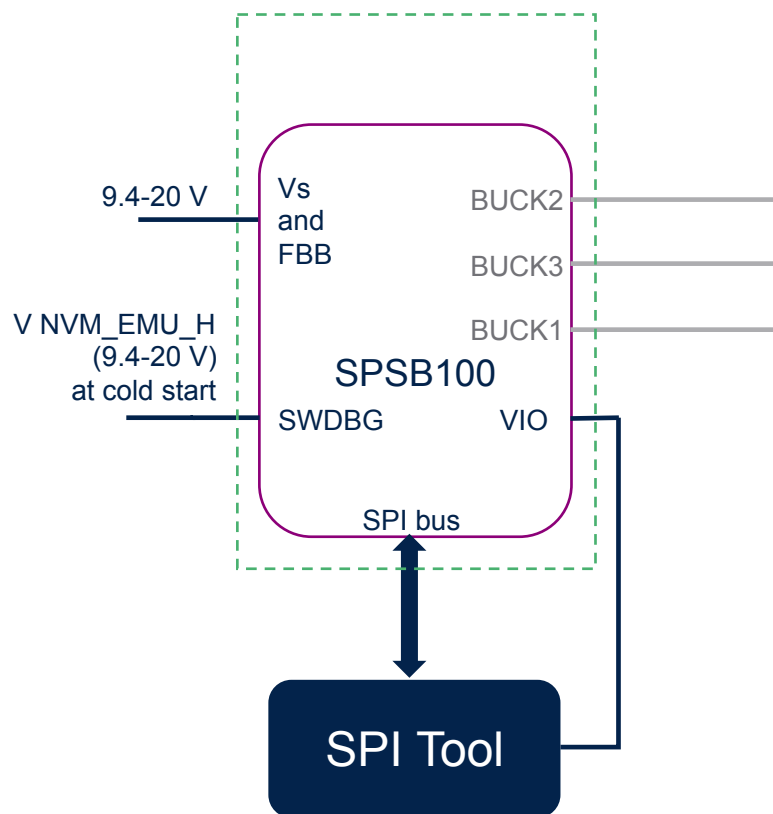 9.4-20 V
Vs
and
FBB
BUCK2
BUCK3
BUCK1
V NVM_EMU_H
(9.4-20 V)
at cold start
SPSB100
SWDBG
VIO
SPI bus
SPI Tool